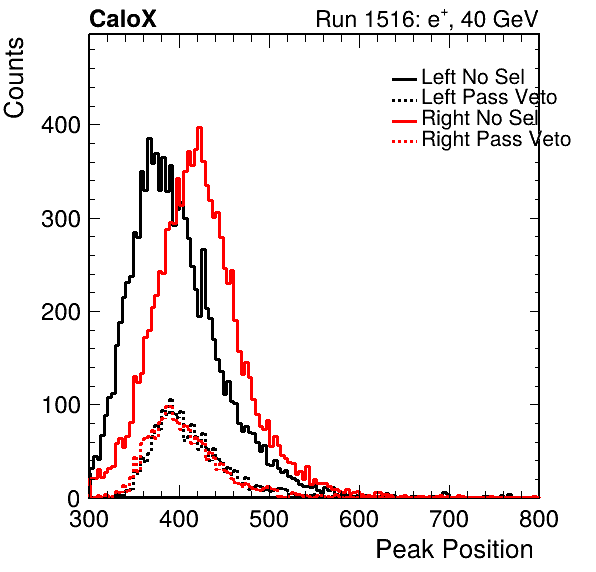 CaloX Run 1516: e⁺, 40 GeV
Counts
Left No Sel
Left Pass Veto
Right No Sel
Right Pass Veto
400
300
200
100
0
300 400 500 600 700 800
Peak Position